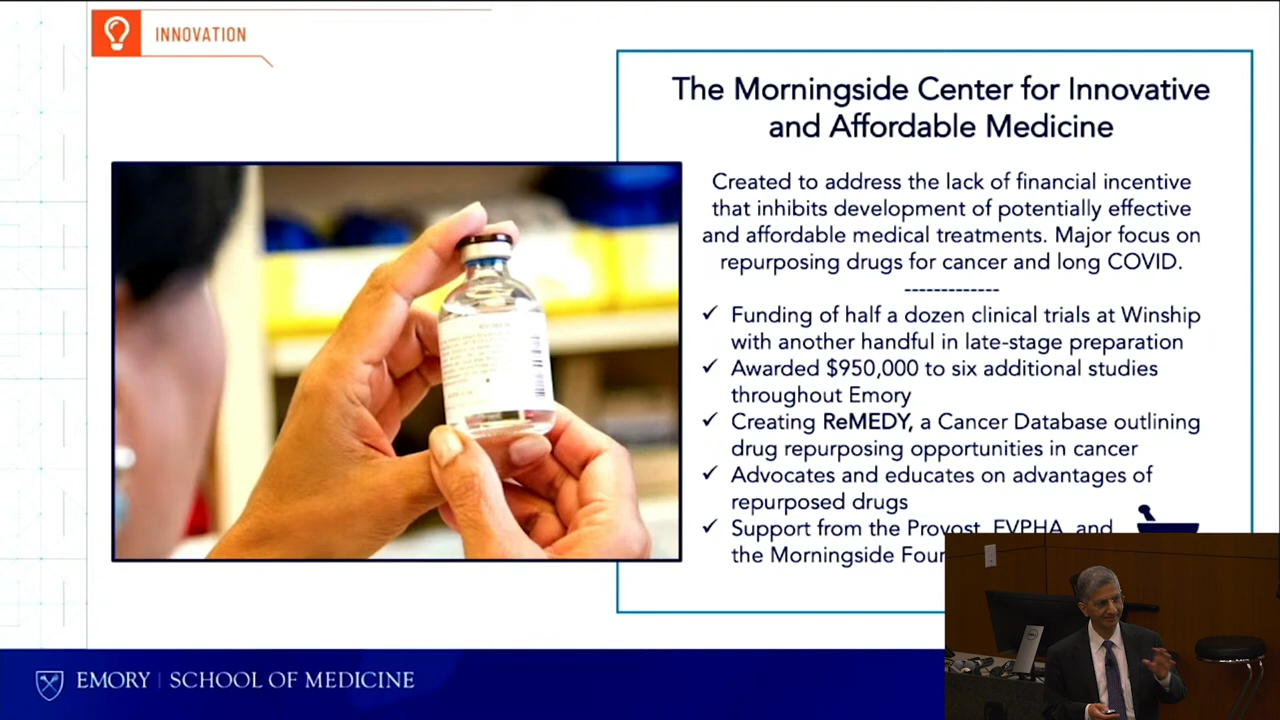 INNOVATION
The Morningside Center for Innovative
and Affordable Medicine
Created to address the lack of financial incentive
that inhibits development of potentially effective
and affordable medical treatments. Major focus on
repurposing drugs for cancer and long COVID.
-------------
✓ Funding of half a dozen clinical trials at Winship
with another handful in late-stage preparation
✓ Awarded $950,000 to six additional studies
throughout Emory
✓ Creating ReMEDY, a Cancer Database outlining
drug repurposing opportunities in cancer
✓ Advocates and educates on advantages of
repurposed drugs
✓ Support from the Provost, EVPHA, and
the Morningside
EMORY | SCHOOL OF MEDICINE